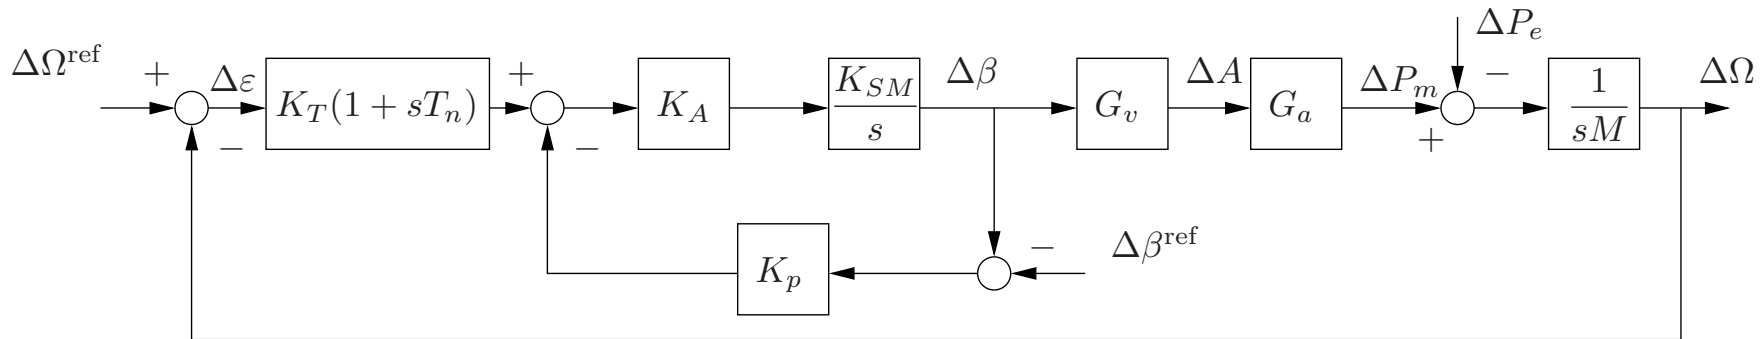 ΔΩ^ref
+
−
Δε
K_T(1 + sT_n)
+
−
K_A
K_SM
s
Δβ
G_v
ΔA
G_a
ΔP_m
+
ΔP_e
−
1
sM
ΔΩ
K_p
−
Δβ^ref